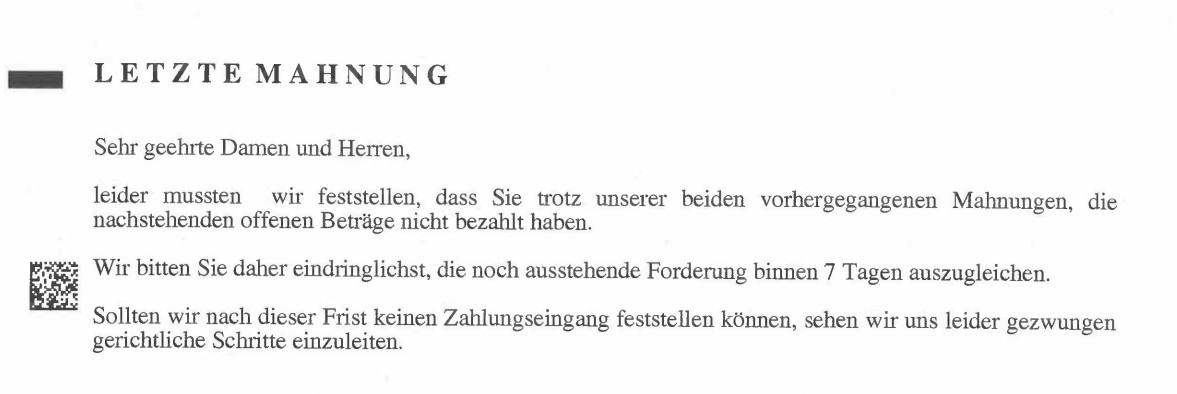 LETZTE MAHNUNG
Sehr geehrte Damen und Herren,
leider mussten wir feststellen, dass Sie trotz unserer beiden vorhergegangenen Mahnungen, die
nachstehenden offenen Beträge nicht bezahlt haben.
Wir bitten Sie daher eindringlichst, die noch ausstehende Forderung binnen 7 Tagen auszugleichen.
Sollten wir nach dieser Frist keinen Zahlungseingang feststellen können, sehen wir uns leider gezwungen
gerichtliche Schritte einzuleiten.